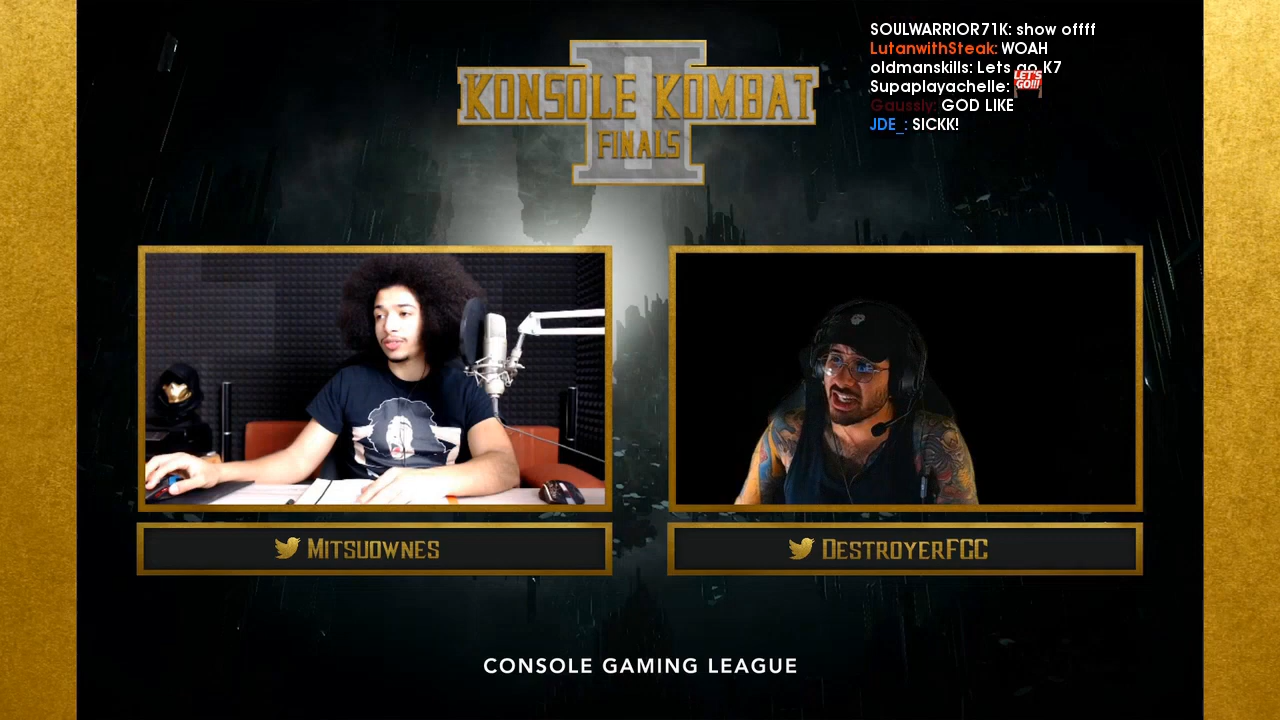 SOULWARRIOR71K: show offff
LutanwithSteak: WOAH
oldmanskills: Lets go K7
Supaplayachelle: LET'S GO!!!
Gaussly: GOD LIKE
JDE_: SICKK!
II
KONSOLE KOMBAT
FINALS
MITSUOWNES
DESTROYERFGC
CONSOLE GAMING LEAGUE